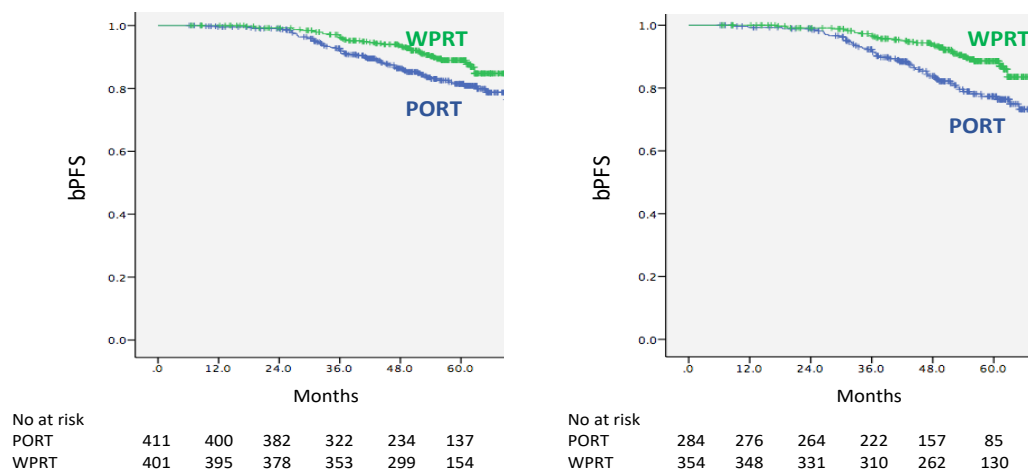 1.0
0.8
0.6
0.4
0.2
0.0
bPFS
WPRT
PORT
.0 12.0 24.0 36.0 48.0 60.0
Months
No at risk
PORT 411 400 382 322 234 137
WPRT 401 395 378 353 299 154
1.0
0.8
0.6
0.4
0.2
0.0
bPFS
WPRT
PORT
.0 12.0 24.0 36.0 48.0 60.0
Months
No at risk
PORT 284 276 264 222 157 85
WPRT 354 348 331 310 262 130